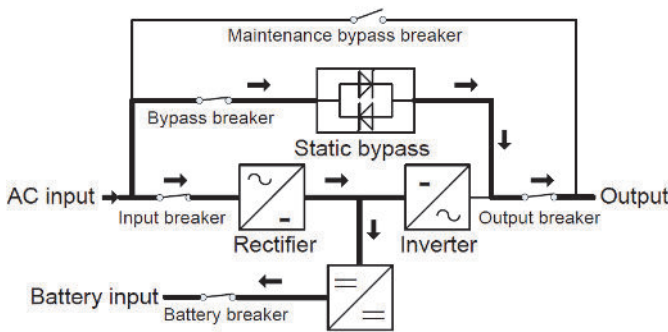 Maintenance bypass breaker
Bypass breaker
Static bypass
AC input
Input breaker
Rectifier
Inverter
Output breaker
Output
Battery input
Battery breaker